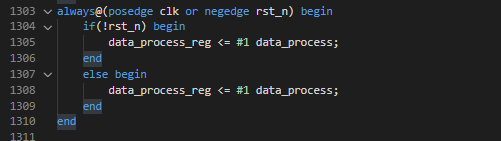 1303 always@(posedge clk or negedge rst_n) begin
1304     if(!rst_n) begin
1305         data_process_reg <= #1 data_process;
1306     end
1307     else begin
1308         data_process_reg <= #1 data_process;
1309     end
1310 end
1311